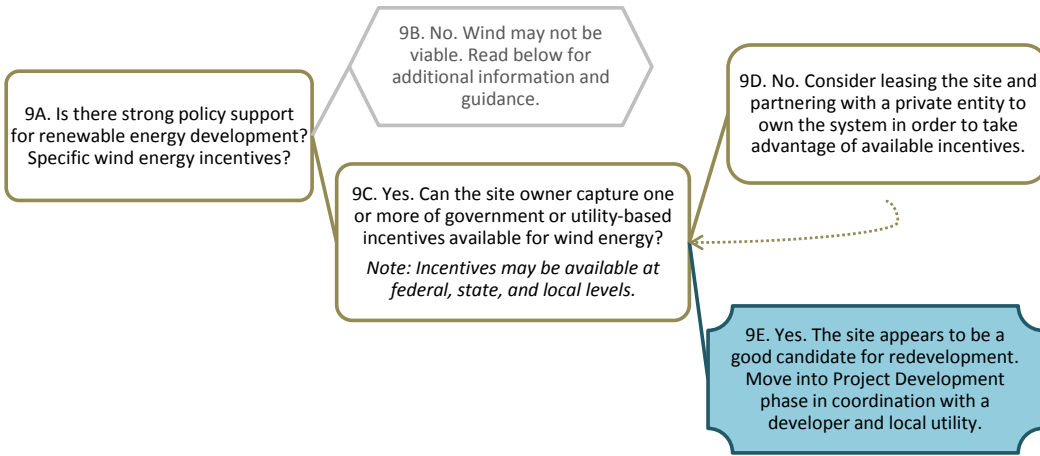 9A. Is there strong policy support
for renewable energy development?
Specific wind energy incentives?
9B. No. Wind may not be
viable. Read below for
additional information and
guidance.
9C. Yes. Can the site owner capture one
or more of government or utility-based
incentives available for wind energy?
Note: Incentives may be available at
federal, state, and local levels.
9D. No. Consider leasing the site and
partnering with a private entity to
own the system in order to take
advantage of available incentives.
9E. Yes. The site appears to be a
good candidate for redevelopment.
Move into Project Development
phase in coordination with a
developer and local utility.